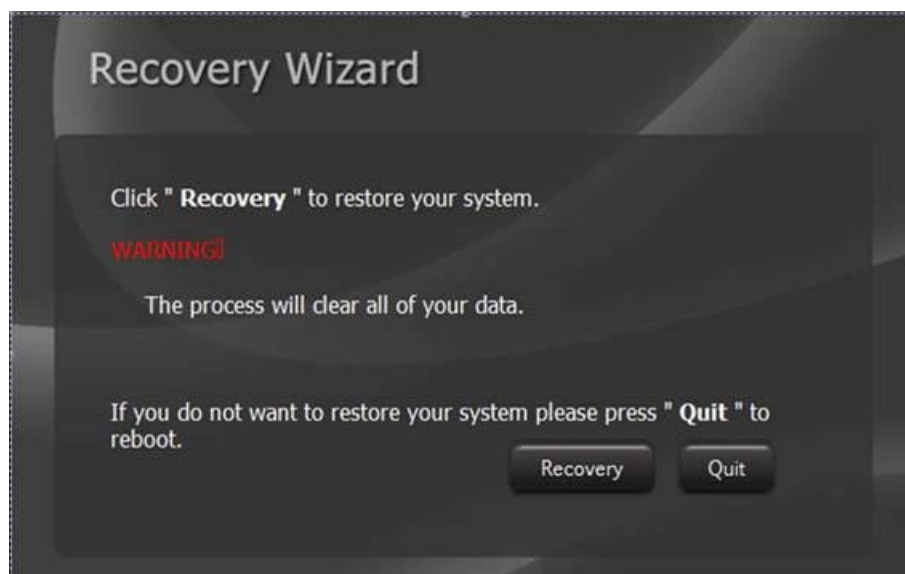 Recovery Wizard
Click " Recovery " to restore your system.
WARNING
The process will clear all of your data.
If you do not want to restore your system please press " Quit " to
reboot.
Recovery
Quit